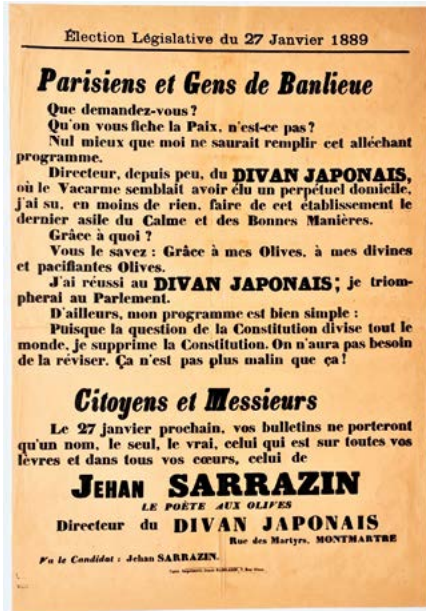 Élection Législative du 27 Janvier 1889
Parisiens et Gens de Banlieue
Que demandez-vous ?
Qu'on vous fiche la Paix, n'est-ce pas ?
Nul mieux que moi ne saurait remplir cet alléchant
programme.
Directeur, depuis peu, du DIVAN JAPONAIS,
où le Vacarme semblait avoir élu un perpétuel domicile,
j'ai su, en moins de rien, faire de cet établissement le
dernier asile du Calme et des Bonnes Manières.
Grâce à quoi ?
Vous le savez : Grâce à mes Olives, à mes divines
et pacifiantes Olives.
J'ai réussi au DIVAN JAPONAIS ; je triom-
pherai au Parlement.
D'ailleurs, mon programme est bien simple :
Puisque la question de la Constitution divise tout le
monde, je supprime la Constitution. On n'aura pas besoin
de la réviser. Ça n'est pas plus malin que ça !
Citoyens et Messieurs
Le 27 janvier prochain, vos bulletins ne porteront
qu'un nom, le seul, le vrai, celui qui est sur toutes vos
lèvres et dans tous vos cœurs, celui de
JEHAN SARRAZIN
LE POÈTE AUX OLIVES
Directeur du DIVAN JAPONAIS
Rue des Martyrs, MONTMARTRE
Vu le Candidat : Jehan SARRAZIN.